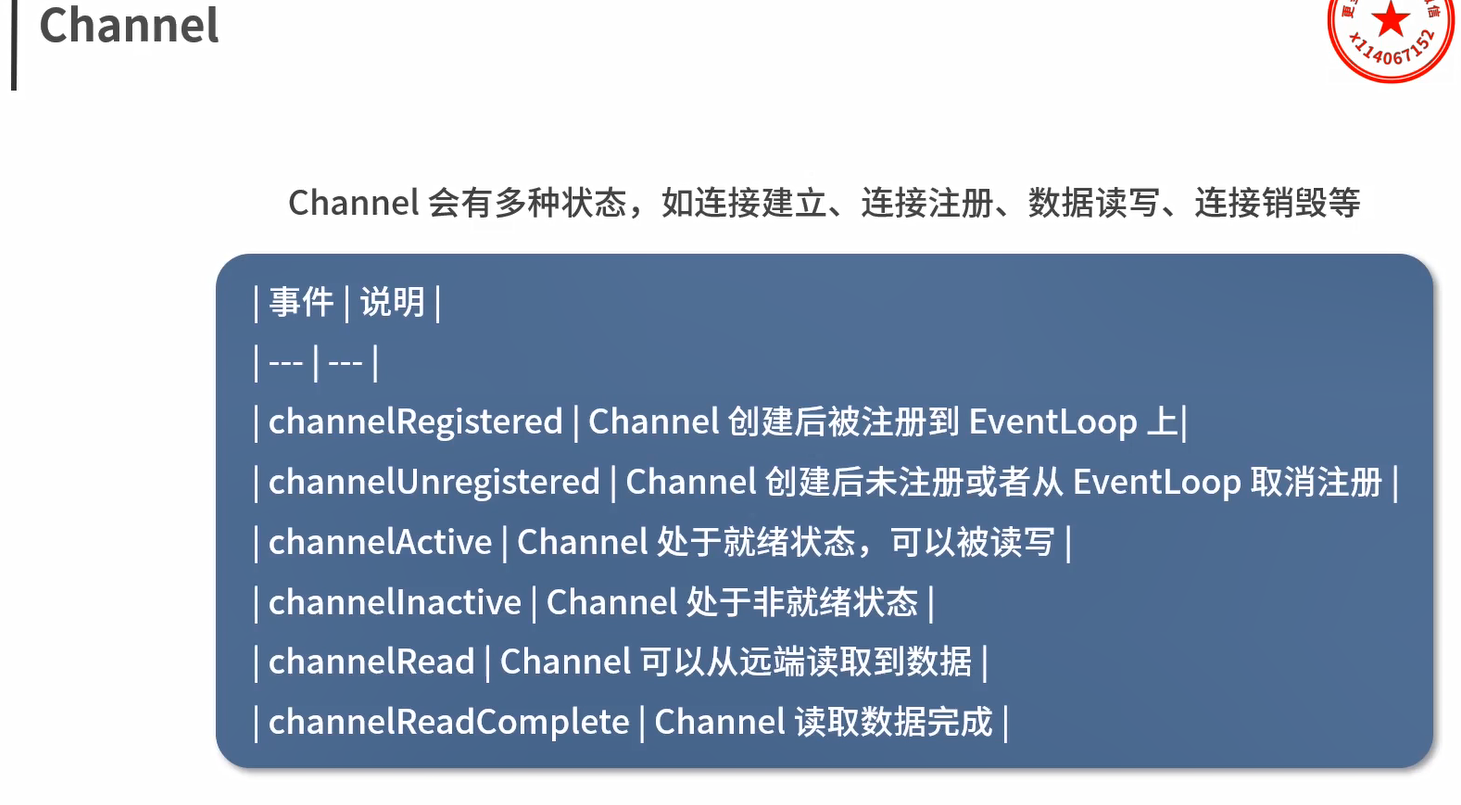 Channel
x114067152
Channel 会有多种状态，如连接建立、连接注册、数据读写、连接销毁等
| 事件 | 说明 |
| --- | --- |
| channelRegistered | Channel 创建后被注册到 EventLoop 上|
| channelUnregistered | Channel 创建后未注册或者从 EventLoop 取消注册 |
| channelActive | Channel 处于就绪状态，可以被读写 |
| channelInactive | Channel 处于非就绪状态 |
| channelRead | Channel 可以从远端读取到数据 |
| channelReadComplete | Channel 读取数据完成 |